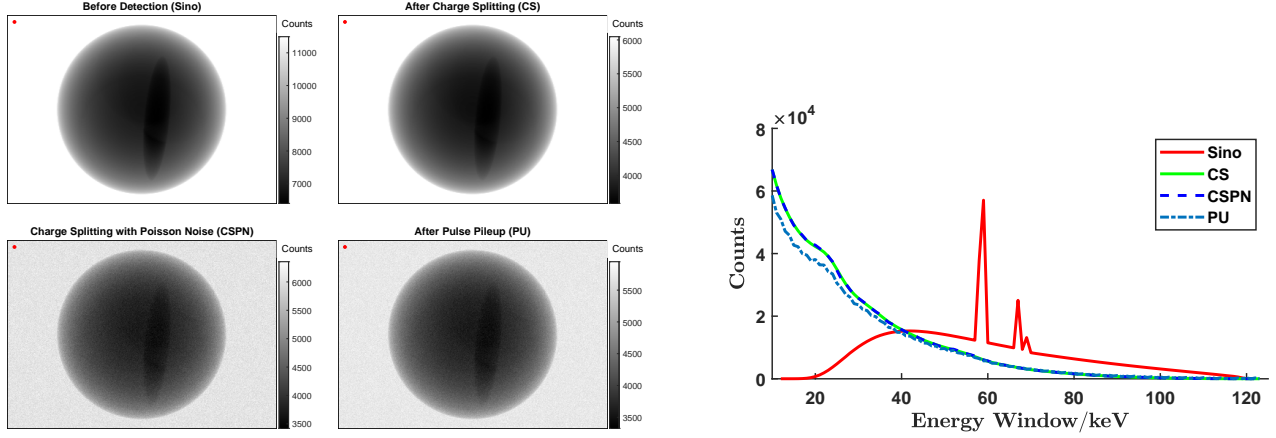 Before Detection (Sino)
Counts
11000
10000
9000
8000
7000
After Charge Splitting (CS)
Counts
6000
5500
5000
4500
4000
Charge Splitting with Poisson Noise (CSPN)
Counts
6000
5500
5000
4500
4000
3500
After Pulse Pileup (PU)
Counts
5500
5000
4500
4000
3500
×10⁴
8
6
4
2
0
Counts
20
40
60
80
100
120
Energy Window/keV
Sino
CS
CSPN
PU